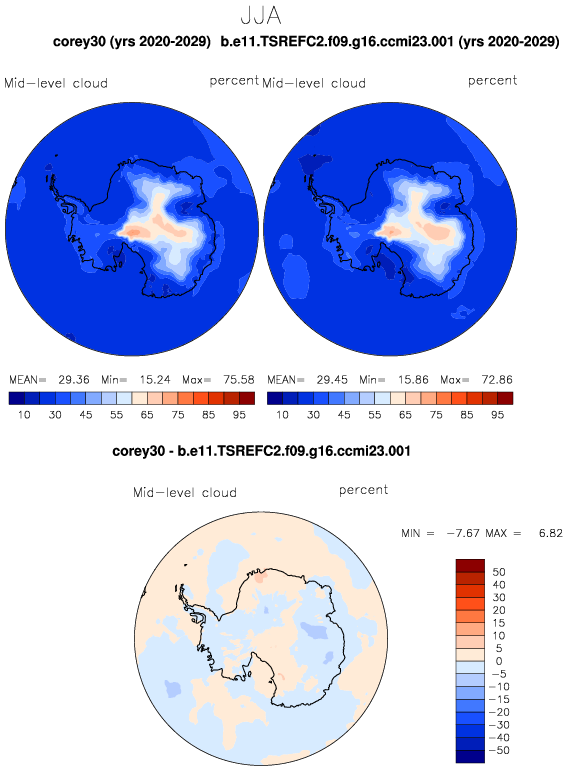 JJA
corey30 (yrs 2020-2029) b.e11.TSREFC2.f09.g16.ccmi23.001 (yrs 2020-2029)
Mid-level cloud percent Mid-level cloud percent
MEAN= 29.36 Min= 15.24 Max= 75.58 MEAN= 29.45 Min= 15.86 Max= 72.86
10 30 45 55 65 75 85 95 10 30 45 55 65 75 85 95
corey30 - b.e11.TSREFC2.f09.g16.ccmi23.001
Mid-level cloud percent
MIN = -7.67 MAX = 6.82
50
40
30
20
15
10
5
0
-5
-10
-15
-20
-30
-40
-50